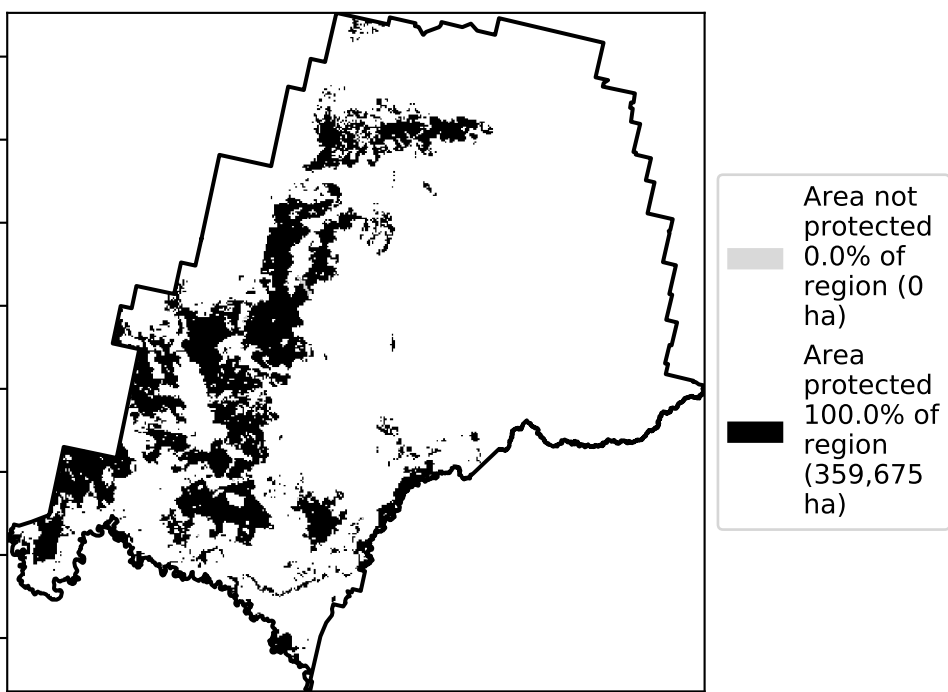 Area not
protected
0.0% of
region (0
ha)
Area
protected
100.0% of
region
(359,675
ha)